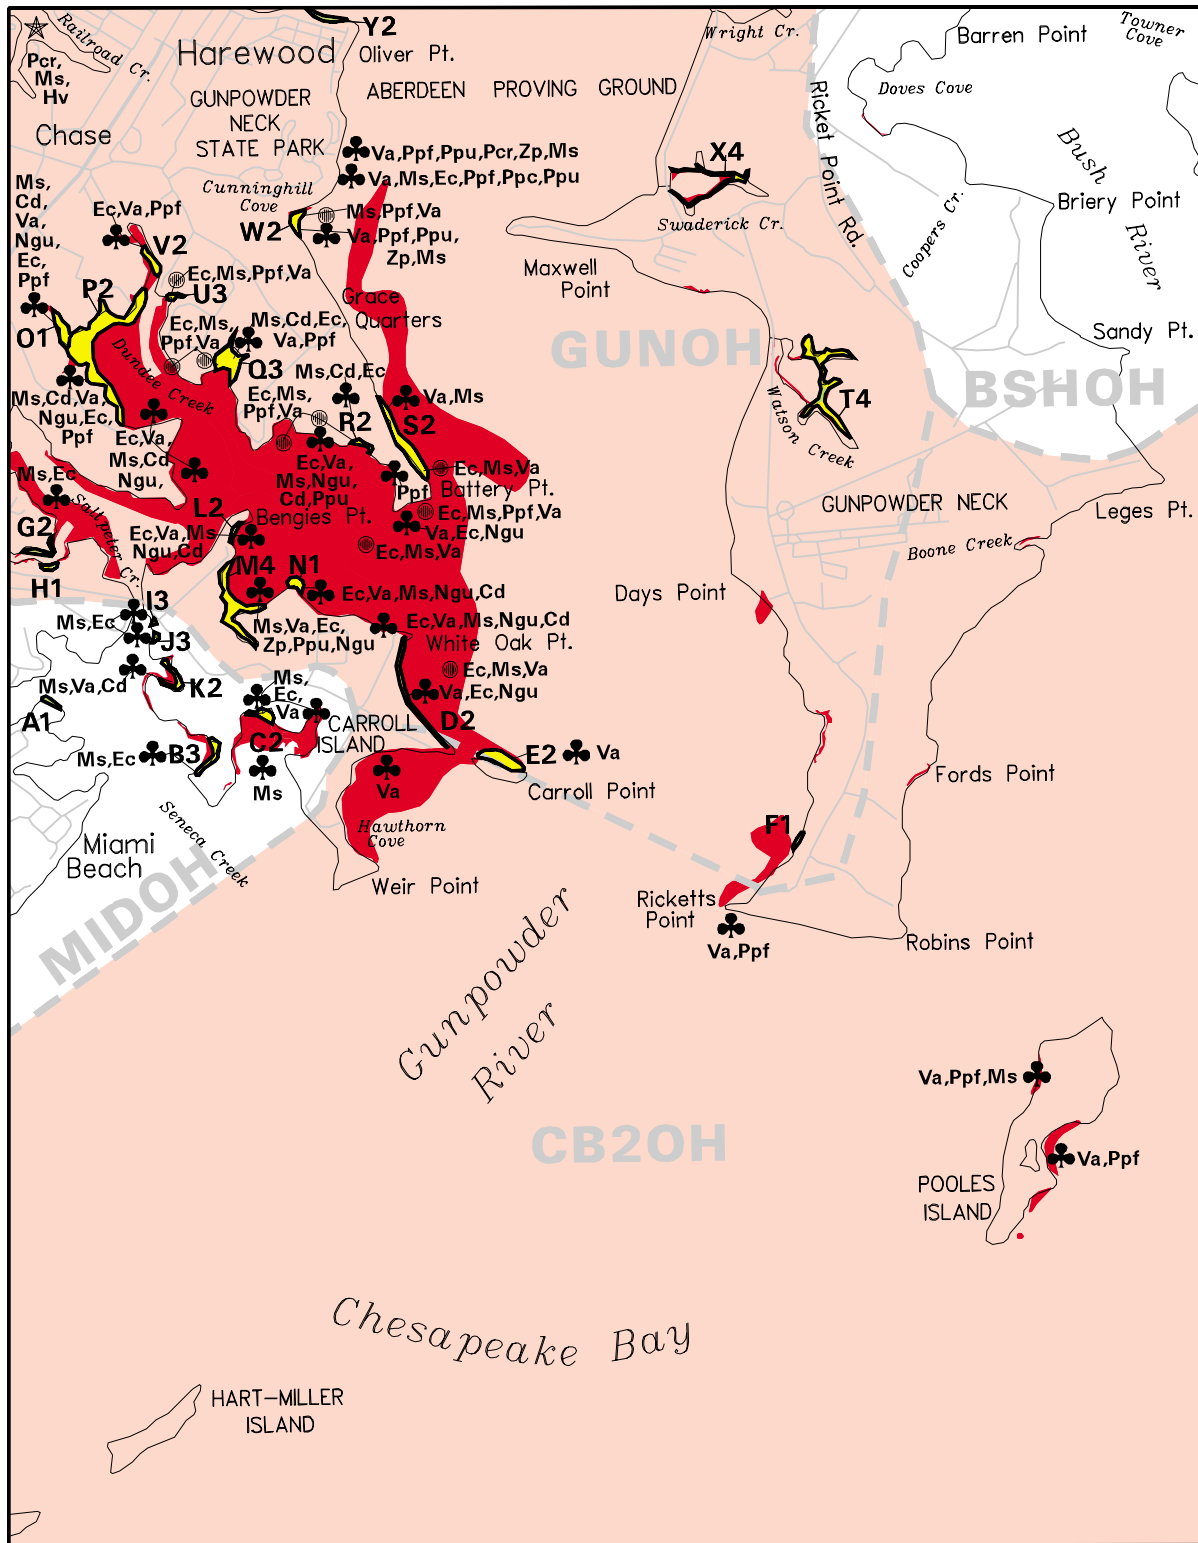 Y2
Oliver Pt.
Harewood
Railroad Cr.
Pcr,
Ms,
Hv
Chase
GUNPOWDER
NECK
STATE PARK
ABERDEEN PROVING GROUND
Wright Cr.
Ricket Point Rd.
Barren Point
Towner
Cove
Doves Cove
Bush
River
Briery Point
Coopers Cr.
Sandy Pt.
X4
Swaderick Cr.
Va,Ppf,Ppu,Pcr,Zp,Ms
Va,Ms,Ec,Ppf,Ppc,Ppu
Cunninghill
Cove
W2
Ms,Ppf,Va
Va,Ppf,Ppu,
Zp,Ms
Ms,
Cd,
Va,
Ngu,
Ec,
Ppf
Ec,Va,Ppf
V2
P2
O1
Ec,Ms,Ppf,Va
U3
Ec,Ms,
Ppf,Va
Ms,Cd,Ec,
Va,Ppf
Q3
Grace
Quarters
Maxwell
Point
GUNOH
BSHOH
Dundee Creek
Ms,Cd,Va,
Ngu,Ec,
Ppf
Ms,Cd,Ec
Ec,Ms,
Ppf,Va
R2
S2
Va,Ms
Watson Creek
T4
Ec,Va,
Ms,Cd
Ngu,
Ec,Va,
Ms,Ngu,
Cd,Ppu
Ppf
Ec,Ms,Va
Battery Pt.
Ms,Ec
Saltpeter Cr.
G2
H1
L2
Bengies Pt.
Ec,Va,Ms
Ngu,Cd
Ec,Ms,Ppf,Va
Va,Ec,Ngu
Ec,Ms,Va
GUNPOWDER NECK
Leges Pt.
Boone Creek
M4
N1
Ec,Va,Ms,Ngu,Cd
Days Point
I3
Ms,Ec
J3
Ms,Va,Ec,
Zp,Ppu,Ngu
Ec,Va,Ms,Ngu,Cd
White Oak Pt.
Ec,Ms,Va
Va,Ec,Ngu
Ms,Va,Cd
K2
A1
Ms,
Ec,
Va
CARROLL
ISLAND
D2
Ms,Ec
B3
C2
Ms
E2
Va
Carroll Point
Va
Fords Point
Miami
Beach
Seneca Creek
Hawthorn
Cove
F1
MIDOH
Weir Point
Ricketts
Point
Va,Ppf
Robins Point
Gunpowder
River
CB2OH
Va,Ppf,Ms
Va,Ppf
POOLES
ISLAND
Chesapeake Bay
HART–MILLER
ISLAND